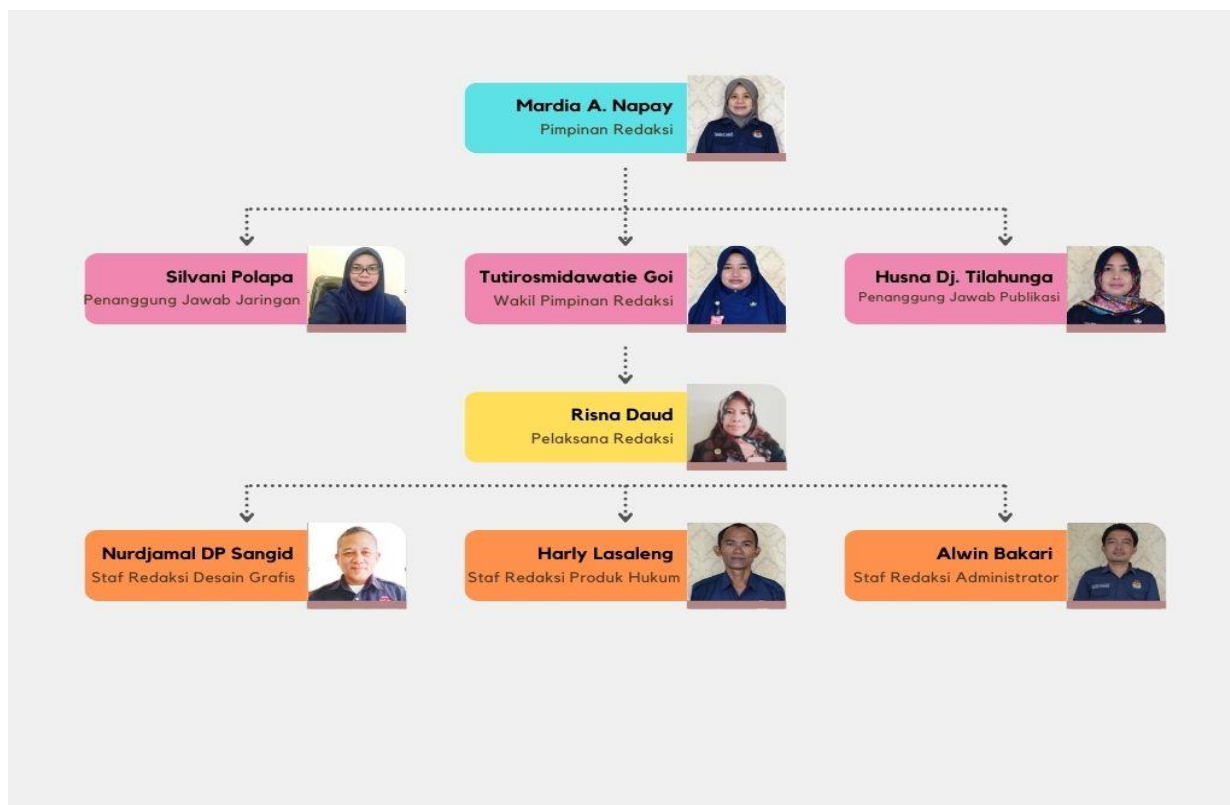 Mardia A. Napay
Pimpinan Redaksi
Silvani Polapa
Penanggung Jawab Jaringan
Tutirosmidawatie Goi
Wakil Pimpinan Redaksi
Husna Dj. Tilahunga
Penanggung Jawab Publikasi
Risna Daud
Pelaksana Redaksi
Nurdjamal DP Sangid
Staf Redaksi Desain Grafis
Harly Lasaleng
Staf Redaksi Produk Hukum
Alwin Bakari
Staf Redaksi Administrator